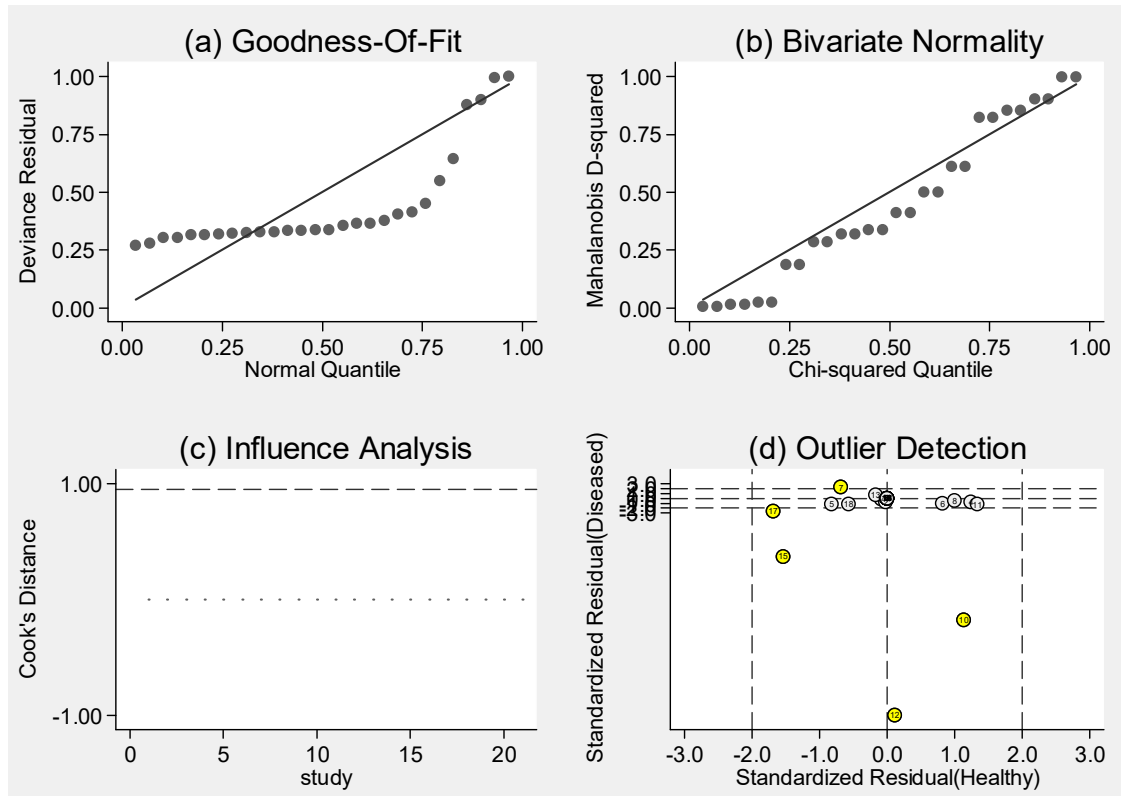 (a) Goodness-Of-Fit
Deviance Residual
1.00
0.75
0.50
0.25
0.00
0.00 0.25 0.50 0.75 1.00
Normal Quantile
(b) Bivariate Normality
Mahalanobis D-squared
1.00
0.75
0.50
0.25
0.00
0.00 0.25 0.50 0.75 1.00
Chi-squared Quantile
(c) Influence Analysis
Cook's Distance
1.00
-1.00
0 5 10 15 20
study
(d) Outlier Detection
Standardized Residual(Diseased)
3.0
-3.0
7
13
5 18
6 8 11
17
15
10
12
-3.0 -2.0 -1.0 0.0 1.0 2.0 3.0
Standardized Residual(Healthy)